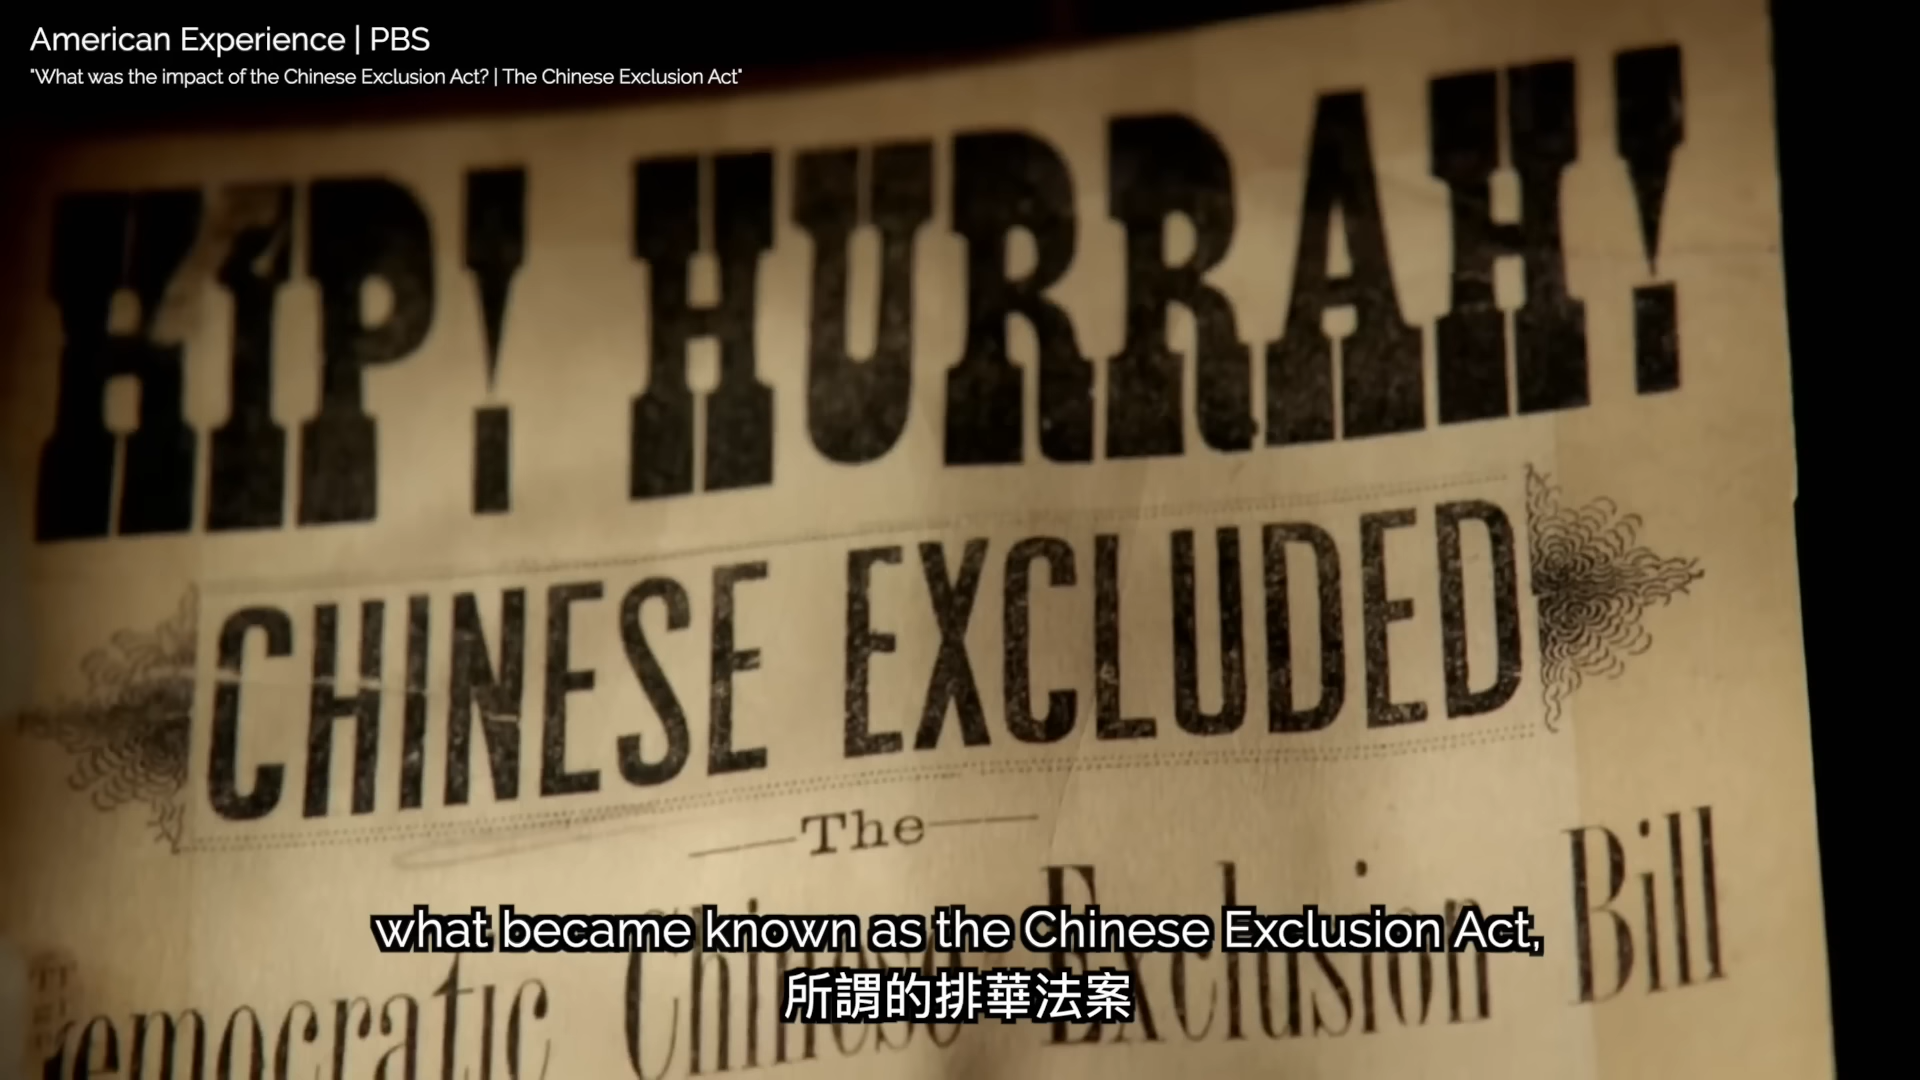 American Experience | PBS
"What was the impact of the Chinese Exclusion Act? | The Chinese Exclusion Act"
HIP! HURRAH!
CHINESE EXCLUDED
The
Democratic Chinese Exclusion Bill
what became known as the Chinese Exclusion Act,
所謂的排華法案